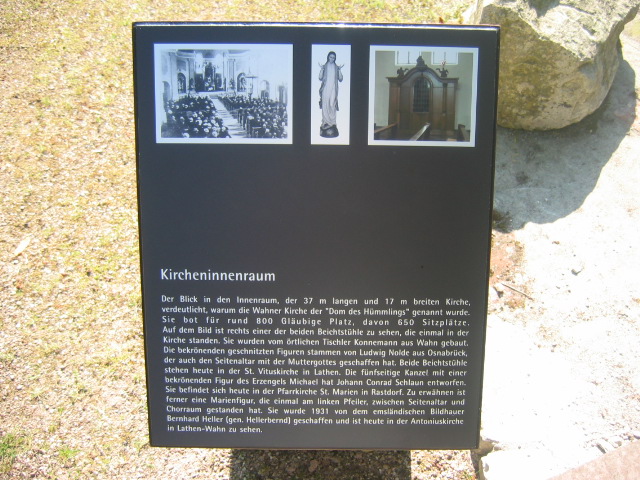 Kircheninnenraum
Der Blick in den Innenraum, der 37 m langen und 17 m breiten Kirche,
verdeutlicht, warum die Wahner Kirche der "Dom des Hümmlings" genannt wurde.
Sie bot für rund 800 Gläubige Platz, davon 650 Sitzplätze.
Auf dem Bild ist rechts einer der beiden Beichtstühle zu sehen, die einmal in der
Kirche standen. Sie wurden vom örtlichen Tischler Konnemann aus Wahn gebaut.
Die bekrönenden geschnitzten Figuren stammen von Ludwig Nolde aus Osnabrück,
der auch den Seitenaltar mit der Muttergottes geschaffen hat. Beide Beichtstühle
stehen heute in der St. Vituskirche in Lathen. Die fünfseitige Kanzel mit einer
bekrönenden Figur des Erzengels Michael hat Johann Conrad Schlaun entworfen.
Sie befindet sich heute in der Pfarrkirche St. Marien in Rastdorf. Zu erwähnen ist
ferner eine Marienfigur, die einmal am linken Pfeiler, zwischen Seitenaltar und
Chorraum gestanden hat. Sie wurde 1931 von dem emsländischen Bildhauer
Bernhard Heller (gen. Hellerbernd) geschaffen und ist heute in der Antoniuskirche
in Lathen-Wahn zu sehen.